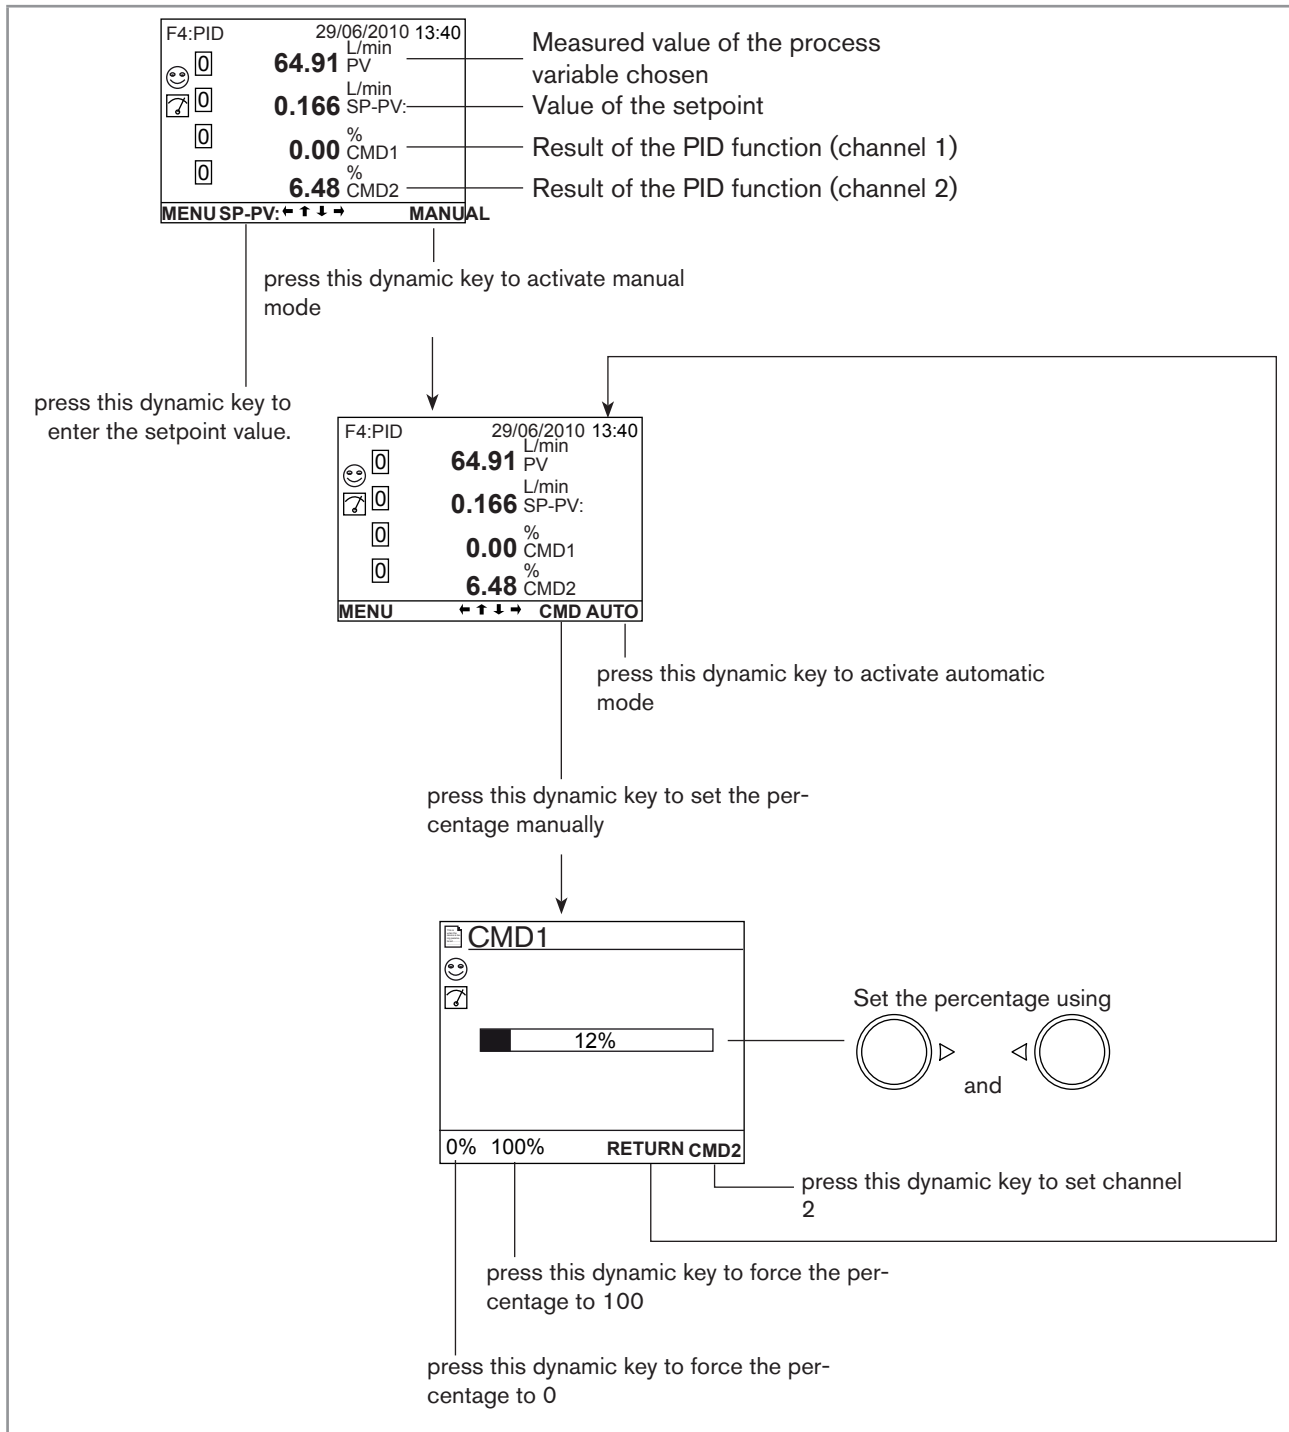 F4:PID 29/06/2010 13:40
0 64.91 L/min PV
Measured value of the process
variable chosen
0 0.166 L/min SP-PV:
Value of the setpoint
0 0.00 % CMD1
Result of the PID function (channel 1)
0 6.48 % CMD2
Result of the PID function (channel 2)
MENU SP-PV: ← ↑ ↓ → MANUAL
press this dynamic key to activate manual
mode
press this dynamic key to
enter the setpoint value.
F4:PID 29/06/2010 13:40
0 64.91 L/min PV
0 0.166 L/min SP-PV:
0 0.00 % CMD1
0 6.48 % CMD2
MENU ← ↑ ↓ → CMD AUTO
press this dynamic key to activate automatic
mode
press this dynamic key to set the per-
centage manually
CMD1
12%
Set the percentage using
and
0% 100% RETURN CMD2
press this dynamic key to set channel
2
press this dynamic key to force the per-
centage to 100
press this dynamic key to force the per-
centage to 0